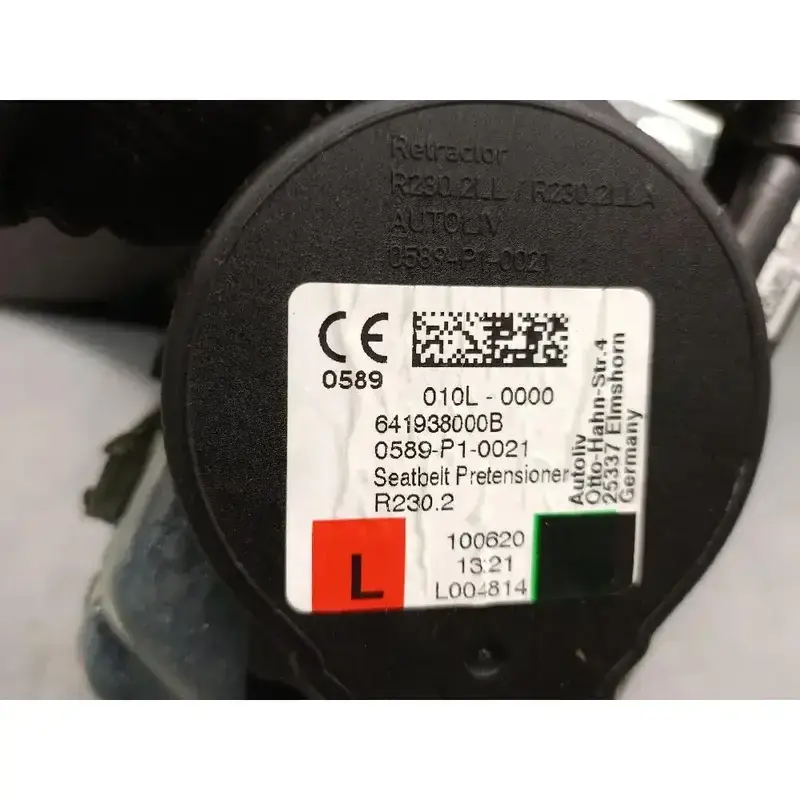 Retractor
R230.2LL / R230.2LLA
AUTOLIV
0589-P1-0021
CE
0589
010L - 0000
641938000B
0589-P1-0021
Seatbelt Pretensioner
R230.2
Autoliv
Otto-Hahn-Str.4
25337 Elmshorn
Germany
L
100620
13:21
L004814